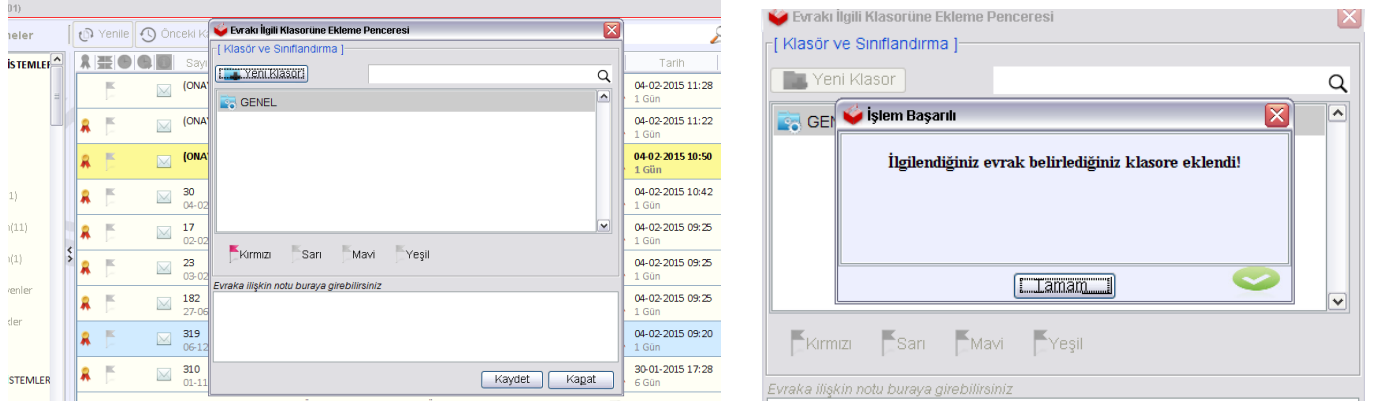 01)
neler
Yenile
Önceki Ka
İSTEMLER
Sayı
Tarih
(ONA
04-02-2015 11:28
1 Gün
(ONA
04-02-2015 11:22
1 Gün
(ONA
04-02-2015 10:50
1 Gün
1)
30
04-02
04-02-2015 10:42
1 Gün
(11)
17
02-02
04-02-2015 09:25
1 Gün
(1)
23
03-02
04-02-2015 09:25
1 Gün
venler
182
27-06
04-02-2015 09:25
1 Gün
319
06-12
04-02-2015 09:20
1 Gün
STEMLER
310
01-11
30-01-2015 17:28
6 Gün
Evrakı İlgili Klasorüne Ekleme Penceresi
[ Klasör ve Sınıflandırma ]
Yeni Klasor
GENEL
Kırmızı Sarı Mavi Yeşil
Evraka ilişkin notu buraya girebilirsiniz
Kaydet Kapat
Evrakı İlgili Klasorüne Ekleme Penceresi
[ Klasör ve Sınıflandırma ]
Yeni Klasor
GEN
İşlem Başarılı
İlgilendiğiniz evrak belirlediğiniz klasore eklendi!
Tamam
Kırmızı Sarı Mavi Yeşil
Evraka ilişkin notu buraya girebilirsiniz